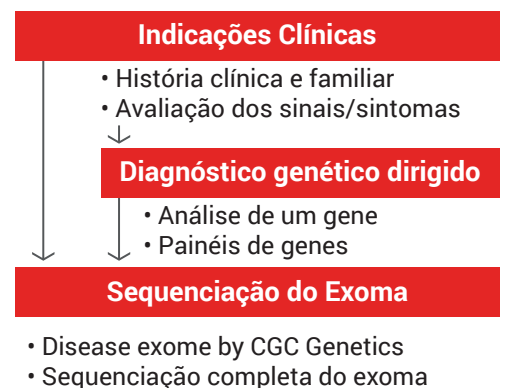 Indicações Clínicas
• História clínica e familiar
• Avaliação dos sinais/sintomas
Diagnóstico genético dirigido
• Análise de um gene
• Painéis de genes
Sequenciação do Exoma
• Disease exome by CGC Genetics
• Sequenciação completa do exoma